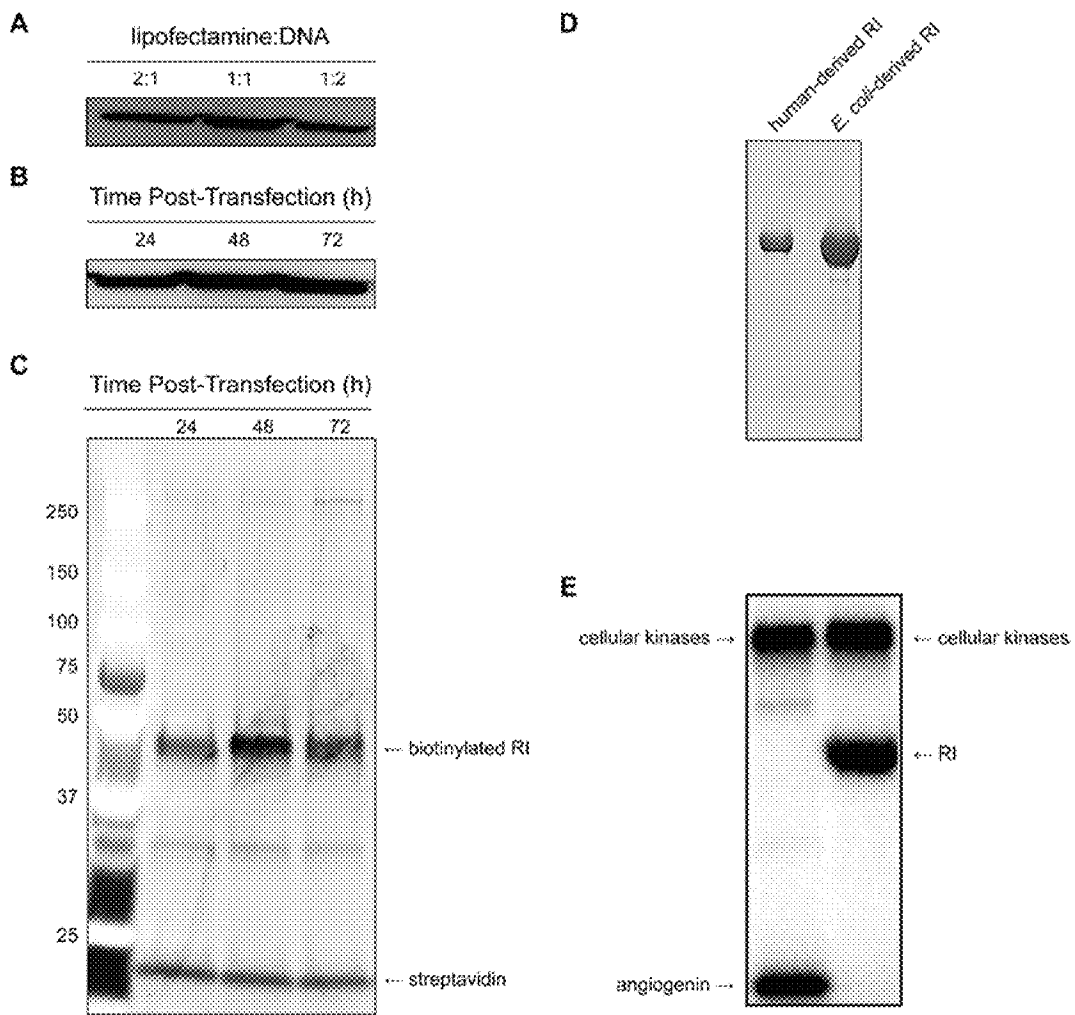 A
lipofectamine:DNA
2:1 1:1 1:2
B
Time Post-Transfection (h)
24 48 72
C
Time Post-Transfection (h)
24 48 72
250
150
100
75
50
37
25
← biotinylated RI
← streptavidin
D
human-derived RI
E. coli-derived RI
E
cellular kinases →
← cellular kinases
← RI
angiogenin →